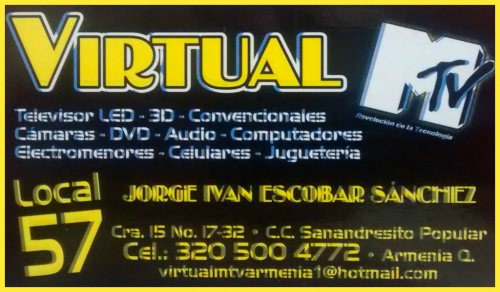 VIRTUAL
MTV
Revolución de la Tecnología
Televisor LED - 3D - Convencionales
Cámaras - DVD - Audio - Computadores
Electromenores - Celulares - Juguetería
Local 57
JORGE IVAN ESCOBAR SÁNCHEZ
Cra. 15 No. 17-32 • C.C. Sanandresito Popular
Cel.: 320 500 4772 • Armenia Q.
virtualmtvarmenia1@hotmail.com